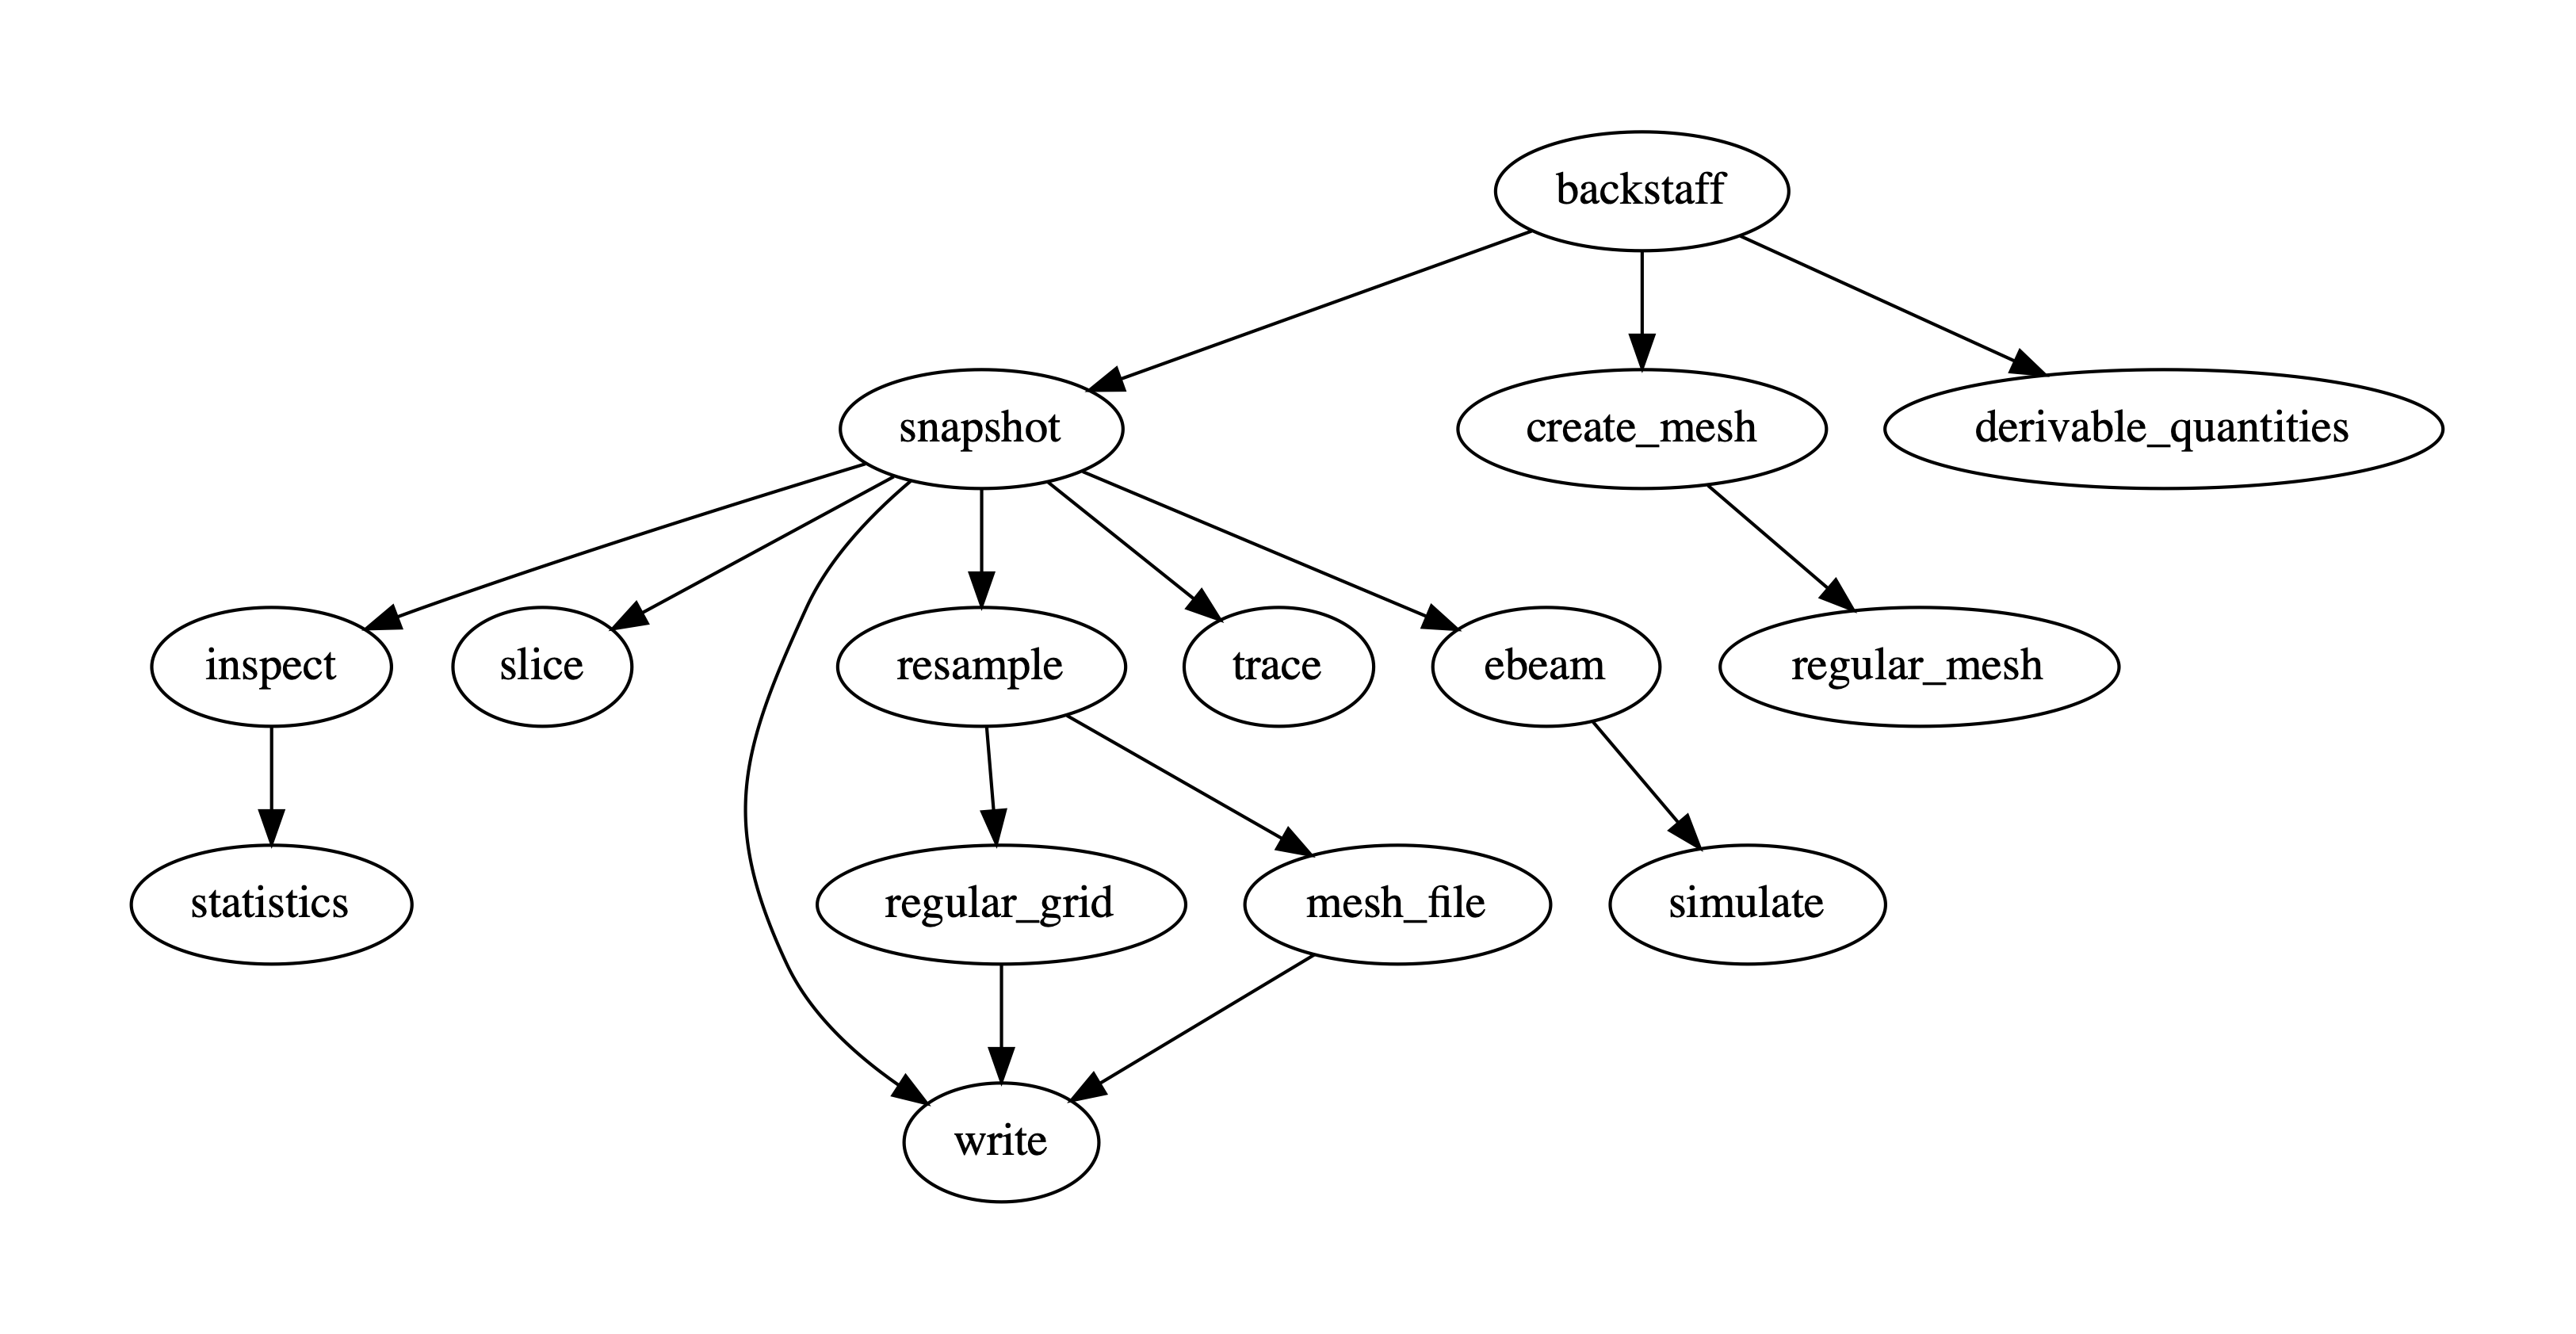 backstaff
snapshot
create_mesh
derivable_quantities
inspect
slice
resample
trace
ebeam
regular_mesh
statistics
regular_grid
mesh_file
simulate
write